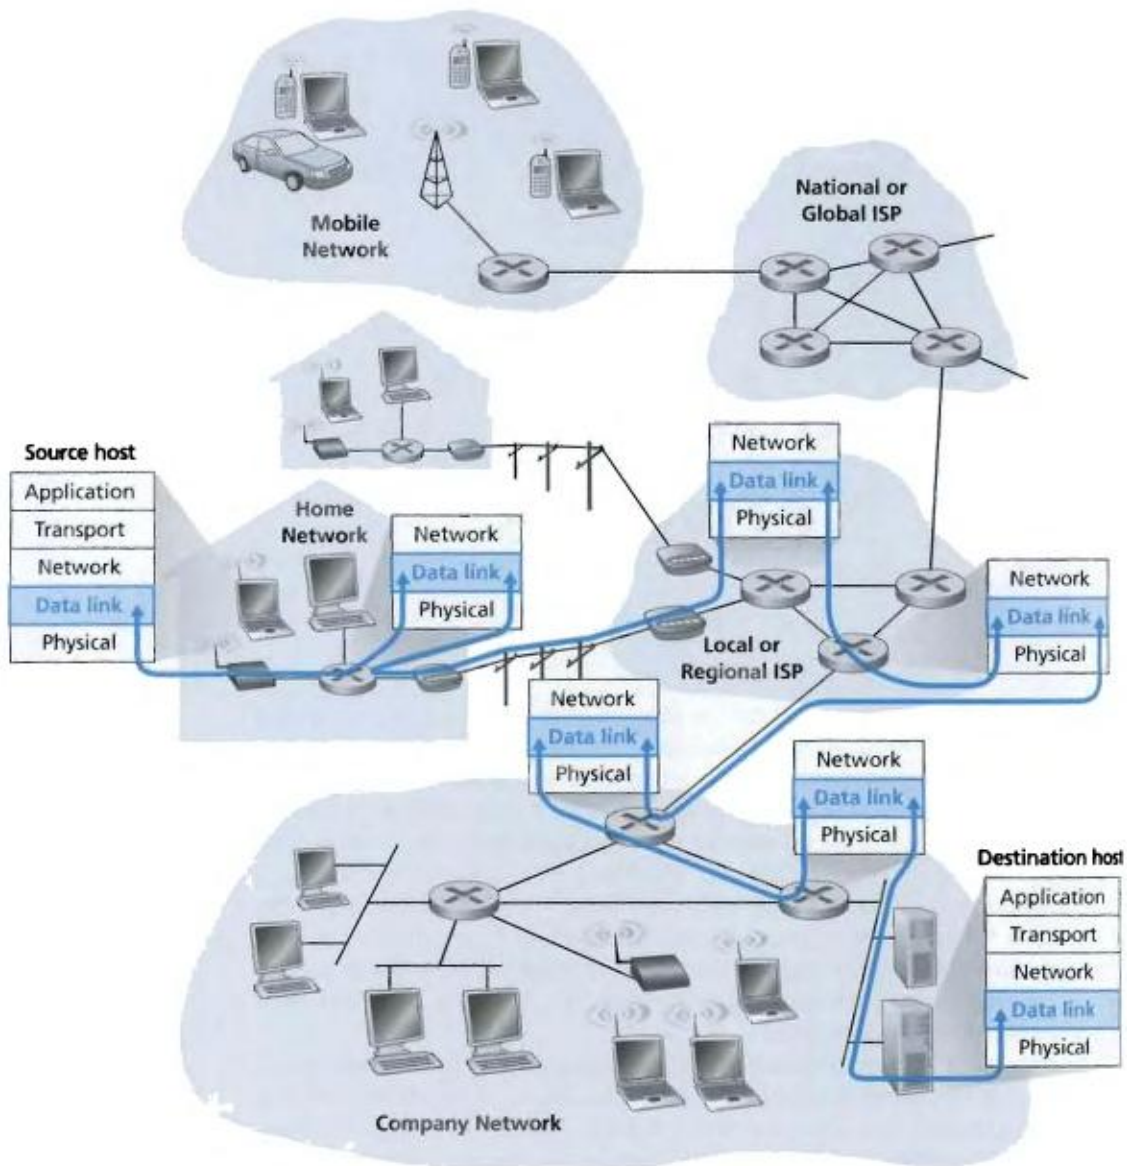 Mobile
Network
National or
Global ISP
Source host
Application
Transport
Network
Data link
Physical
Home
Network
Network
Data link
Physical
Network
Data link
Physical
Local or
Regional ISP
Network
Data link
Physical
Network
Data link
Physical
Network
Data link
Physical
Destination host
Application
Transport
Network
Data link
Physical
Company Network